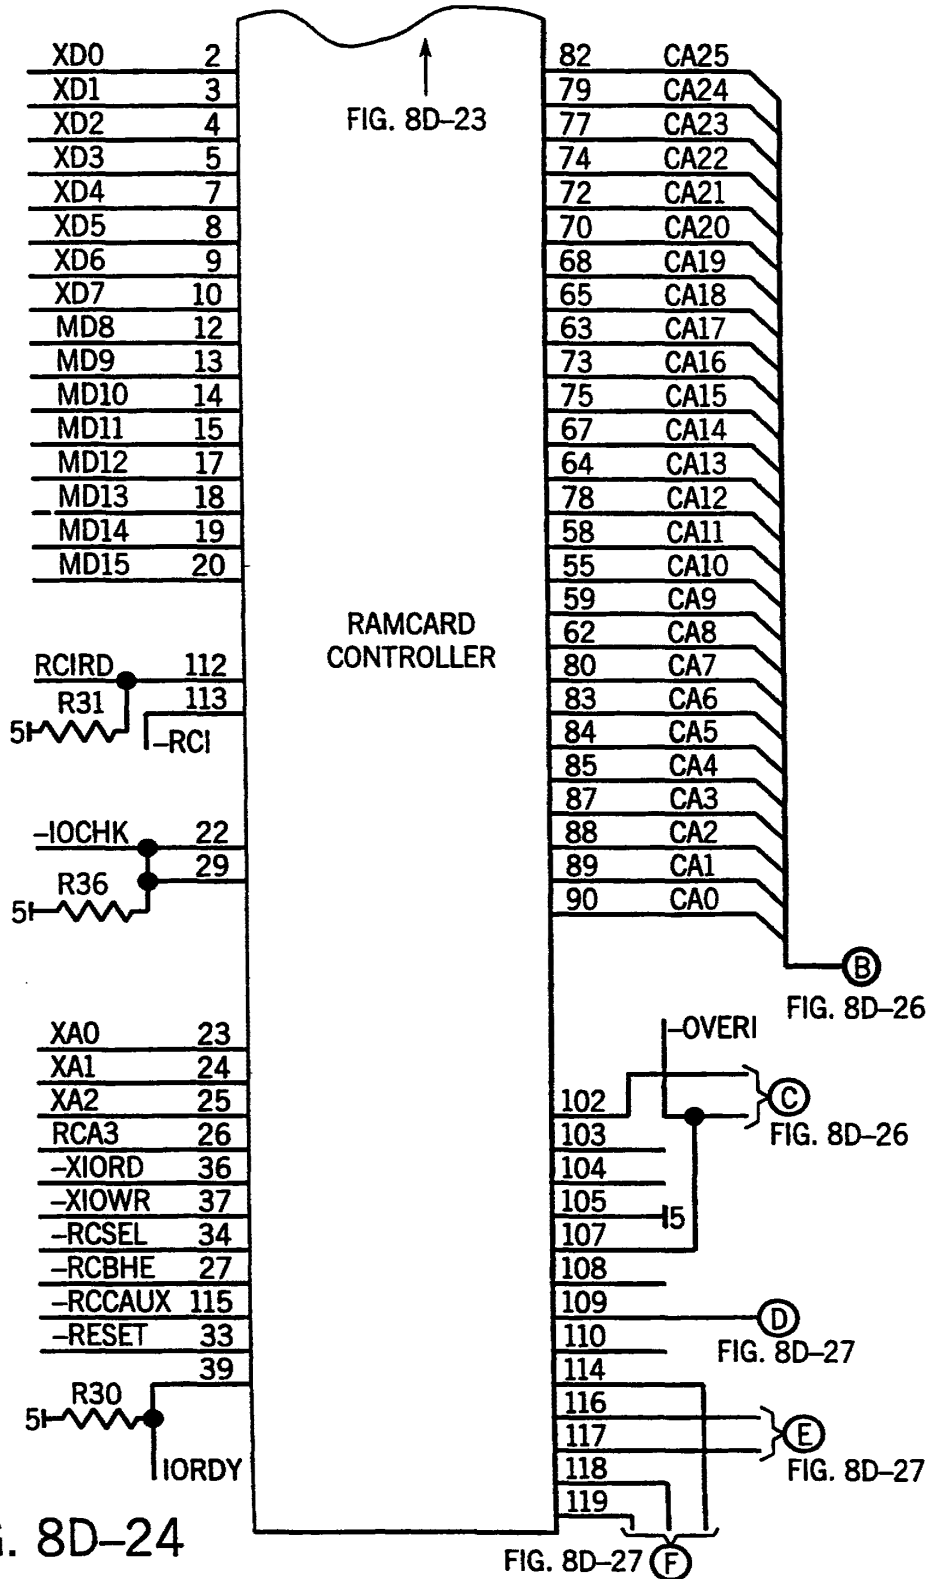 XD0 2 82 CA25
XD1 3 79 CA24
FIG. 8D–23
XD2 4 77 CA23
XD3 5 74 CA22
XD4 7 72 CA21
XD5 8 70 CA20
XD6 9 68 CA19
XD7 10 65 CA18
MD8 12 63 CA17
MD9 13 73 CA16
MD10 14 75 CA15
MD11 15 67 CA14
MD12 17 64 CA13
MD13 18 78 CA12
MD14 19 58 CA11
MD15 20 55 CA10
59 CA9
RAMCARD
CONTROLLER
62 CA8
RCIRD 112 80 CA7
R31 113 83 CA6
5 –RCI 84 CA5
85 CA4
87 CA3
–IOCHK 22 88 CA2
29 89 CA1
R36 90 CA0
5
B
FIG. 8D–26
XA0 23 –OVERI
XA1 24
XA2 25 102 C
RCA3 26 103 FIG. 8D–26
–XIORD 36 104
–XIOWR 37 105 5
–RCSEL 34 107
–RCBHE 27 108
–RCCAUX 115 109 D
–RESET 33 110 FIG. 8D–27
39 114
R30 116
5 117 E
IORDY 118 FIG. 8D–27
119
G. 8D–24
FIG. 8D–27 F